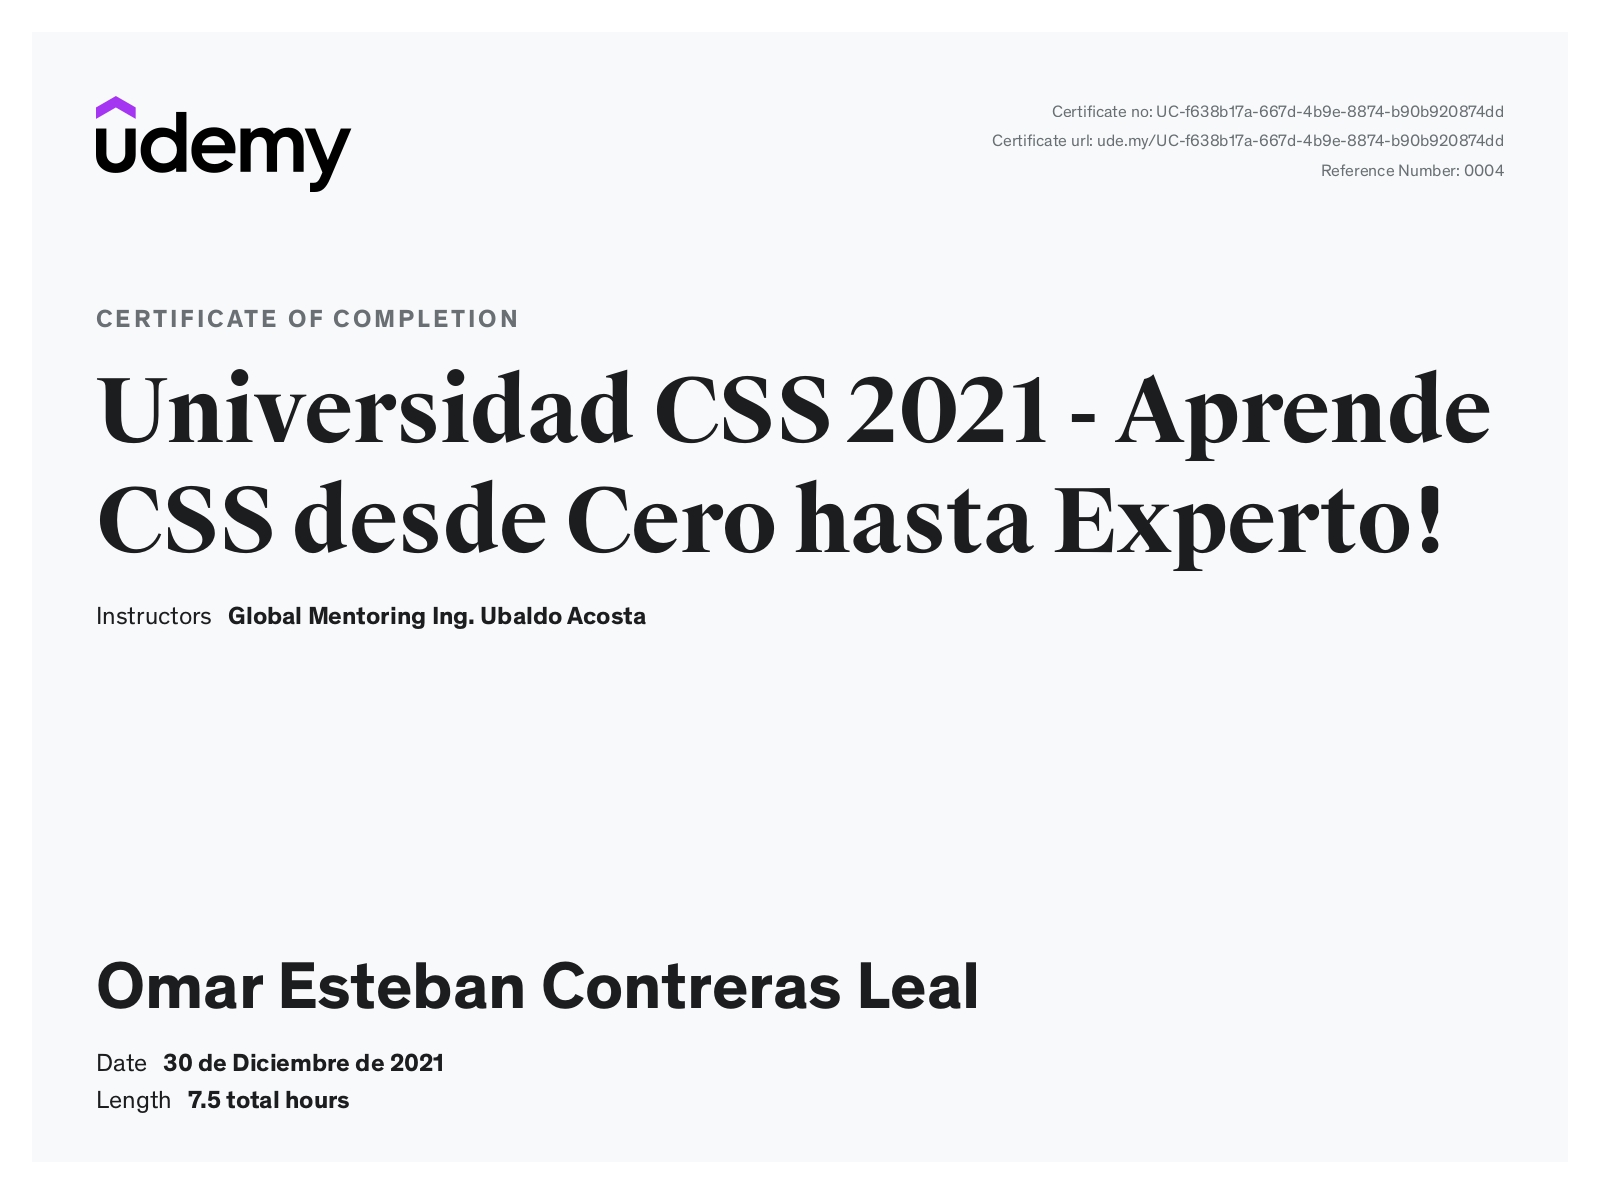 udemy
Certificate no: UC-f638b17a-667d-4b9e-8874-b90b920874dd
Certificate url: ude.my/UC-f638b17a-667d-4b9e-8874-b90b920874dd
Reference Number: 0004
CERTIFICATE OF COMPLETION
Universidad CSS 2021 - Aprende
CSS desde Cero hasta Experto!
Instructors Global Mentoring Ing. Ubaldo Acosta
Omar Esteban Contreras Leal
Date 30 de Diciembre de 2021
Length 7.5 total hours